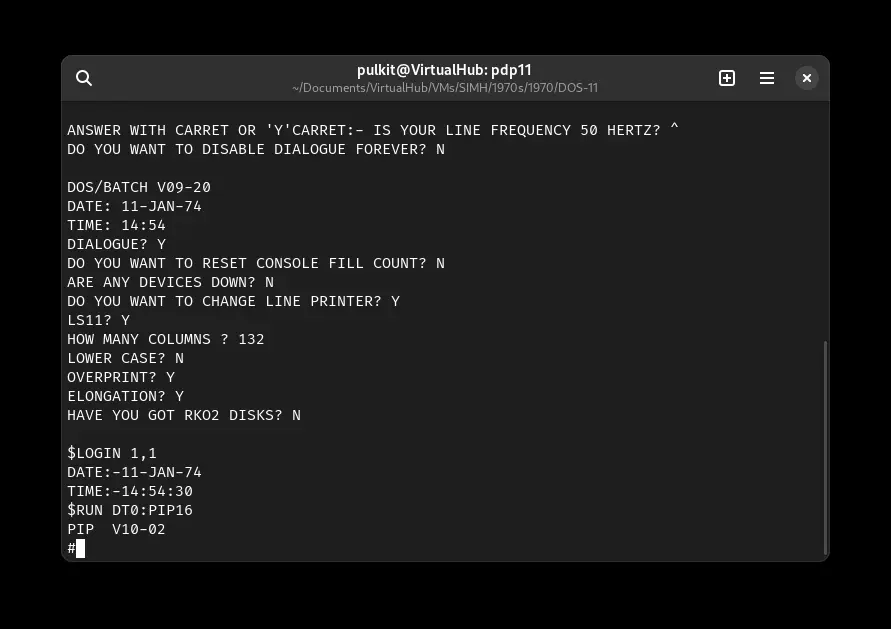 pulkit@VirtualHub: pdp11
~/Documents/VirtualHub/VMs/SIMH/1970s/1970/DOS-11
ANSWER WITH CARRET OR 'Y'CARRET:- IS YOUR LINE FREQUENCY 50 HERTZ? ^
DO YOU WANT TO DISABLE DIALOGUE FOREVER? N
DOS/BATCH V09-20
DATE: 11-JAN-74
TIME: 14:54
DIALOGUE? Y
DO YOU WANT TO RESET CONSOLE FILL COUNT? N
ARE ANY DEVICES DOWN? N
DO YOU WANT TO CHANGE LINE PRINTER? Y
LS11? Y
HOW MANY COLUMNS ? 132
LOWER CASE? N
OVERPRINT? Y
ELONGATION? Y
HAVE YOU GOT RKO2 DISKS? N
$LOGIN 1,1
DATE:-11-JAN-74
TIME:-14:54:30
$RUN DT0:PIP16
PIP  V10-02
#